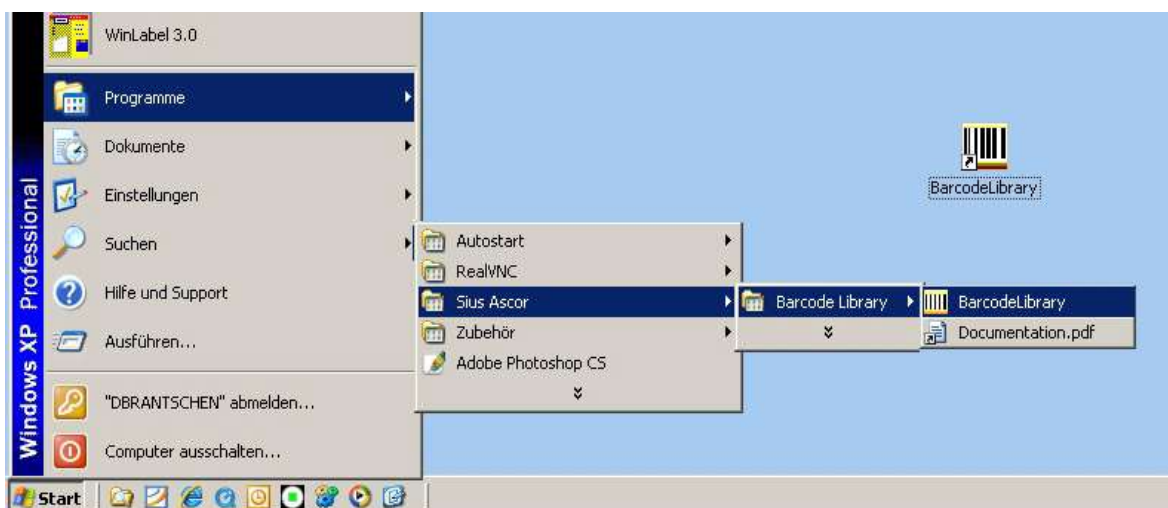 WinLabel 3.0
Programme
Dokumente
Einstellungen
Suchen
Hilfe und Support
Ausführen...
"DBRANTSCHEN" abmelden...
Computer ausschalten...
Windows XP Professional
Start
Autostart
RealVNC
Sius Ascor
Zubehör
Adobe Photoshop CS
Barcode Library
BarcodeLibrary
Documentation.pdf
BarcodeLibrary